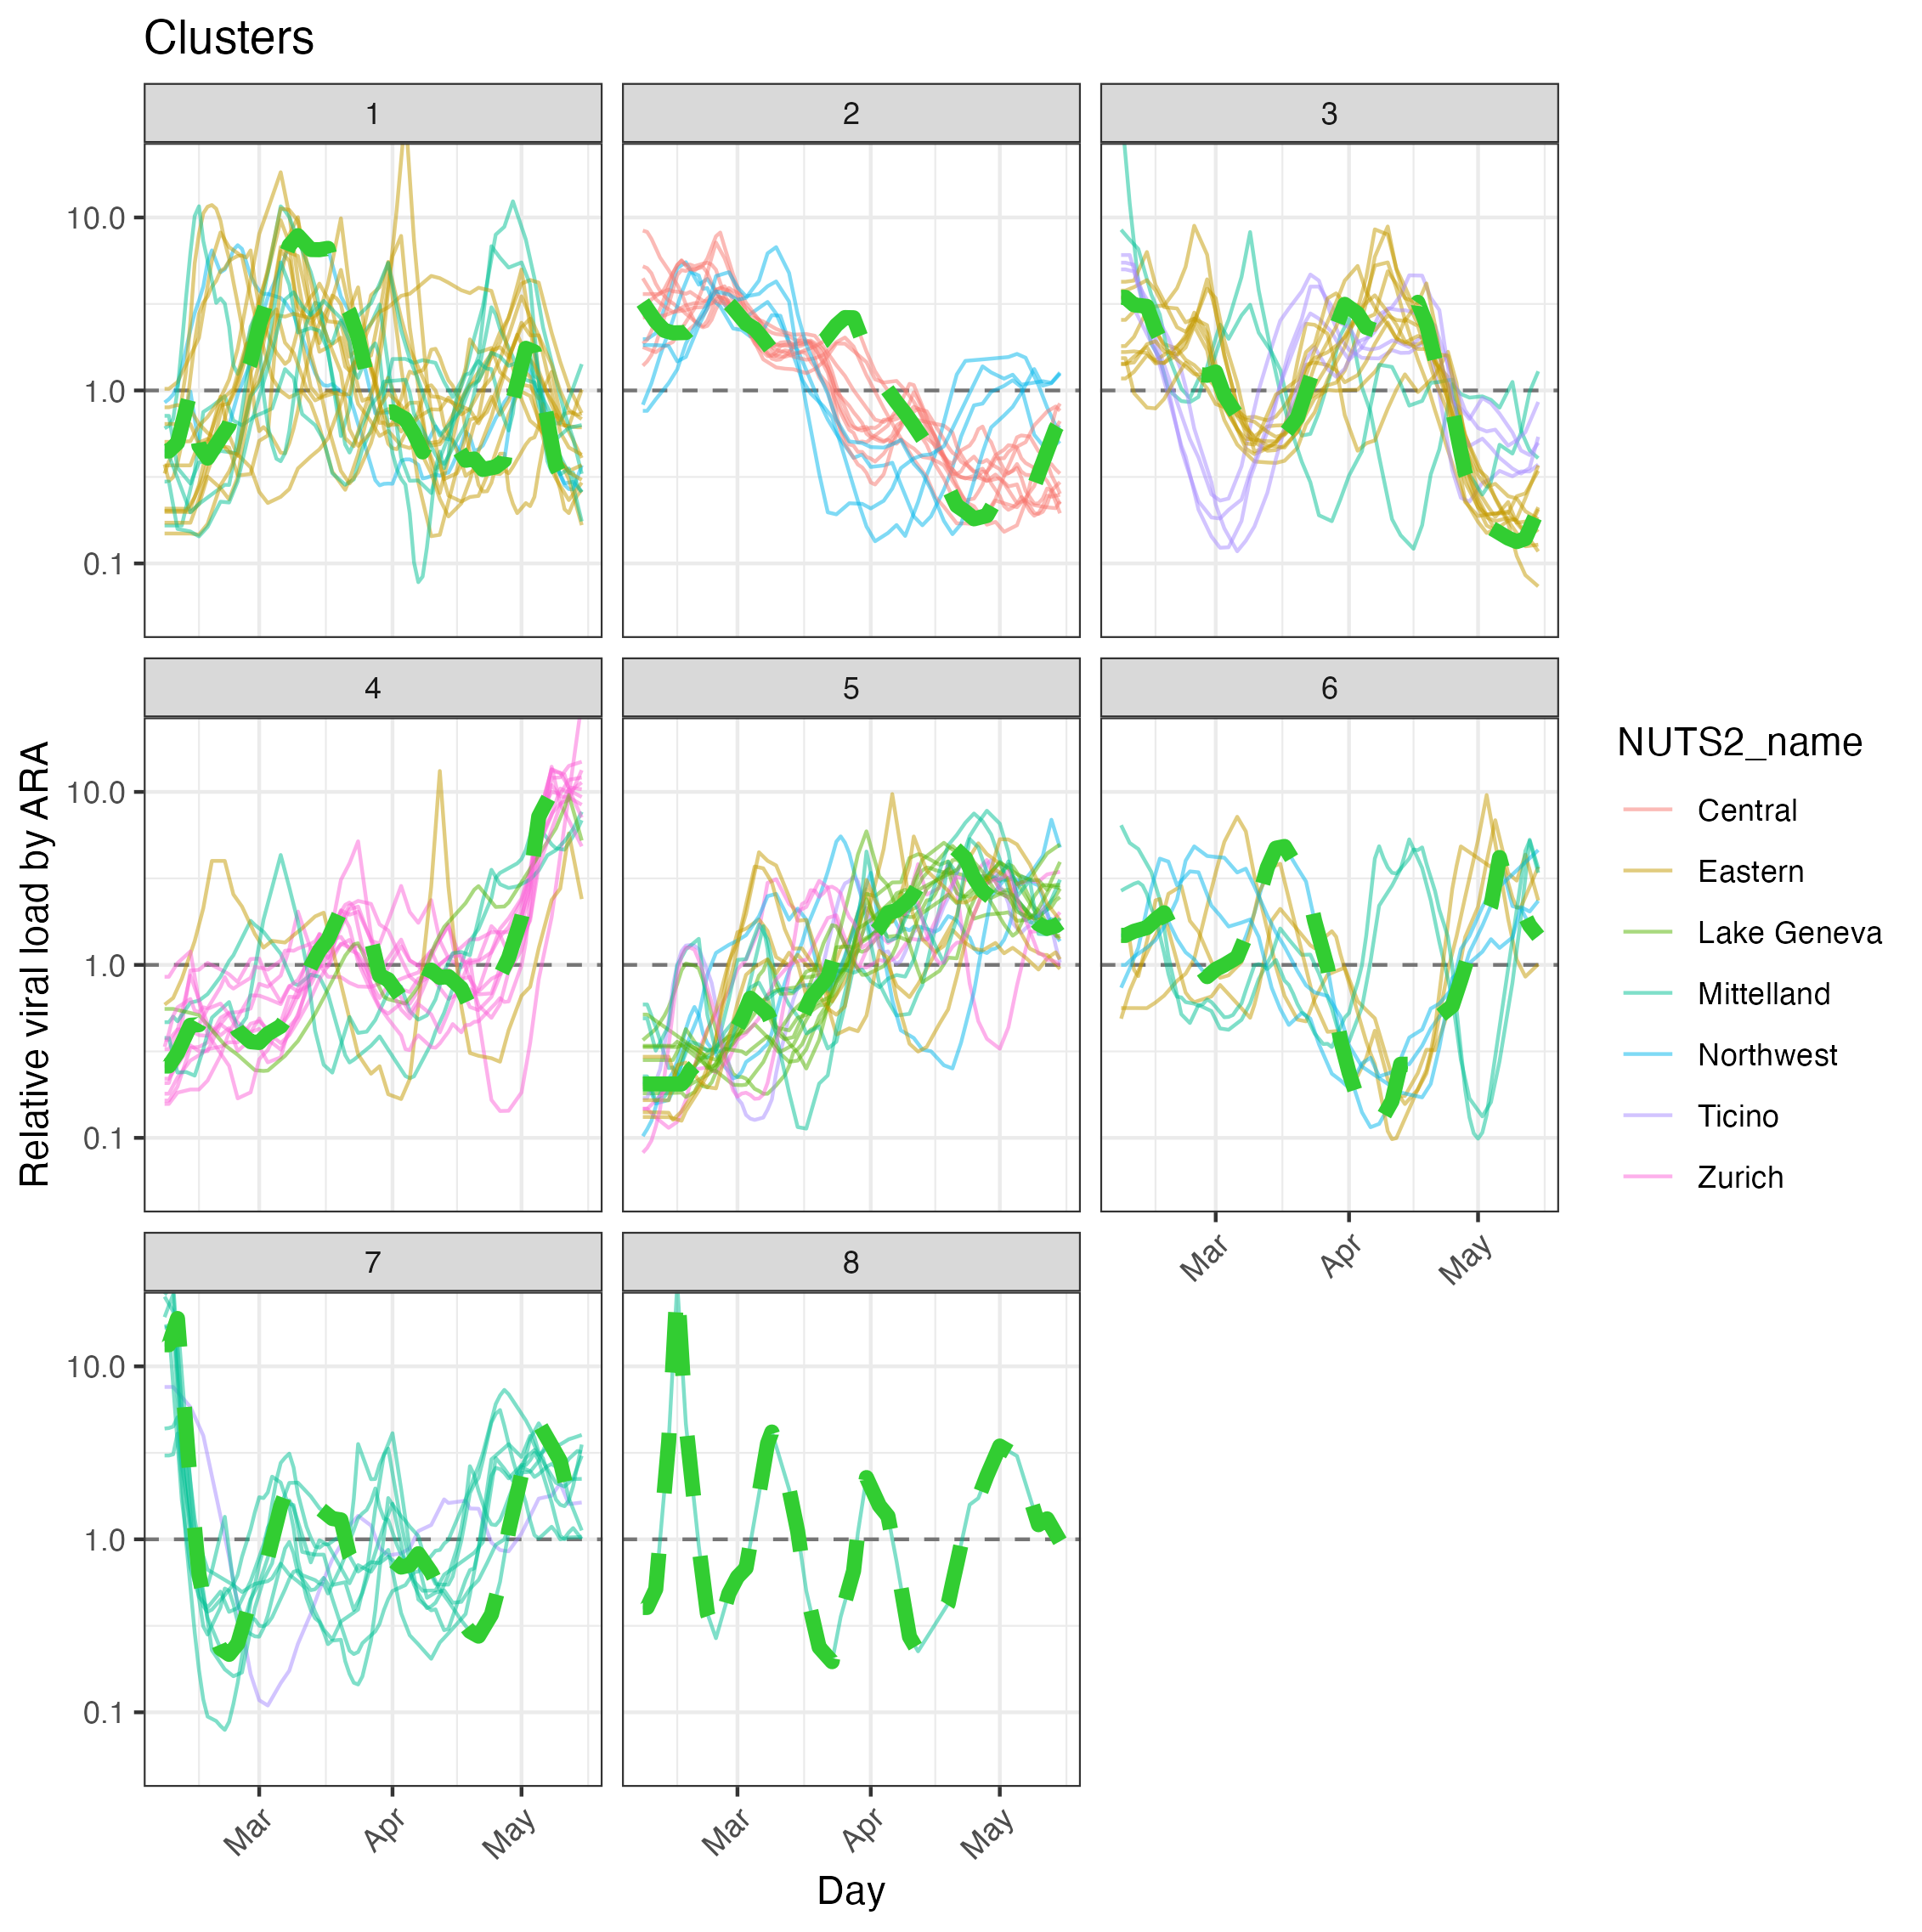 Clusters
1
2
3
10.0
1.0
0.1
4
5
6
10.0
1.0
0.1
Mar
Apr
May
7
8
10.0
1.0
0.1
Mar
Apr
May
Mar
Apr
May
Day
Relative viral load by ARA
NUTS2_name
Central
Eastern
Lake Geneva
Mittelland
Northwest
Ticino
Zurich